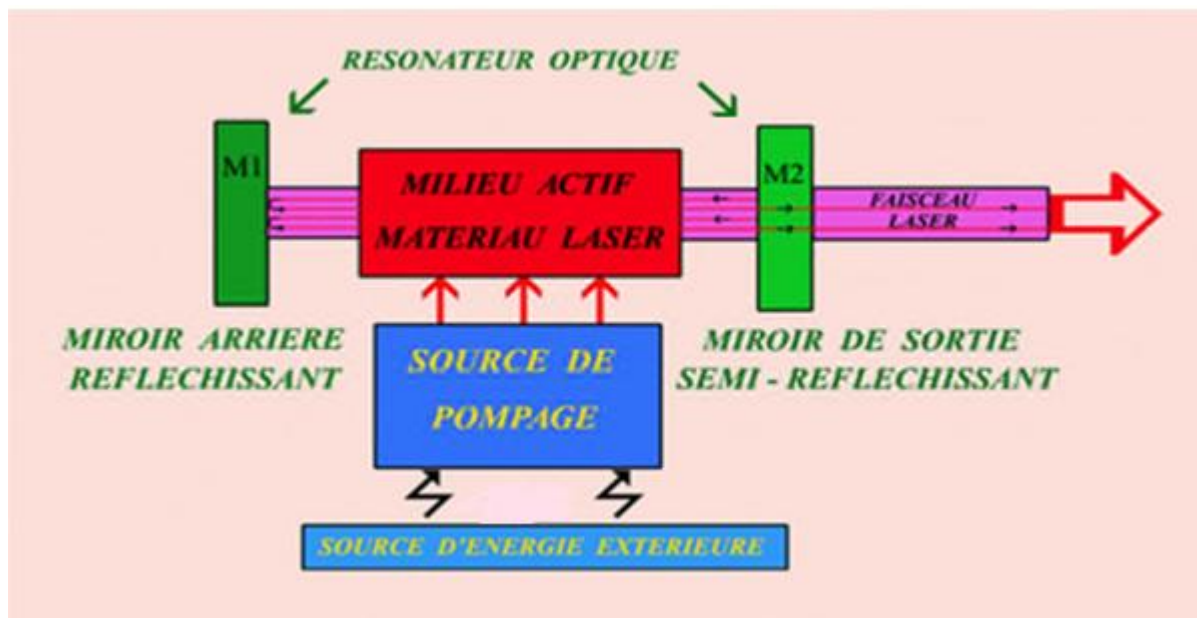 RESONATEUR OPTIQUE
M1
MILIEU ACTIF
MATERIAU LASER
M2
FAISCEAU
LASER
MIROIR ARRIERE
REFLECHISSANT
SOURCE DE
POMPAGE
MIROIR DE SORTIE
SEMI - REFLECHISSANT
SOURCE D'ENERGIE EXTERIEURE